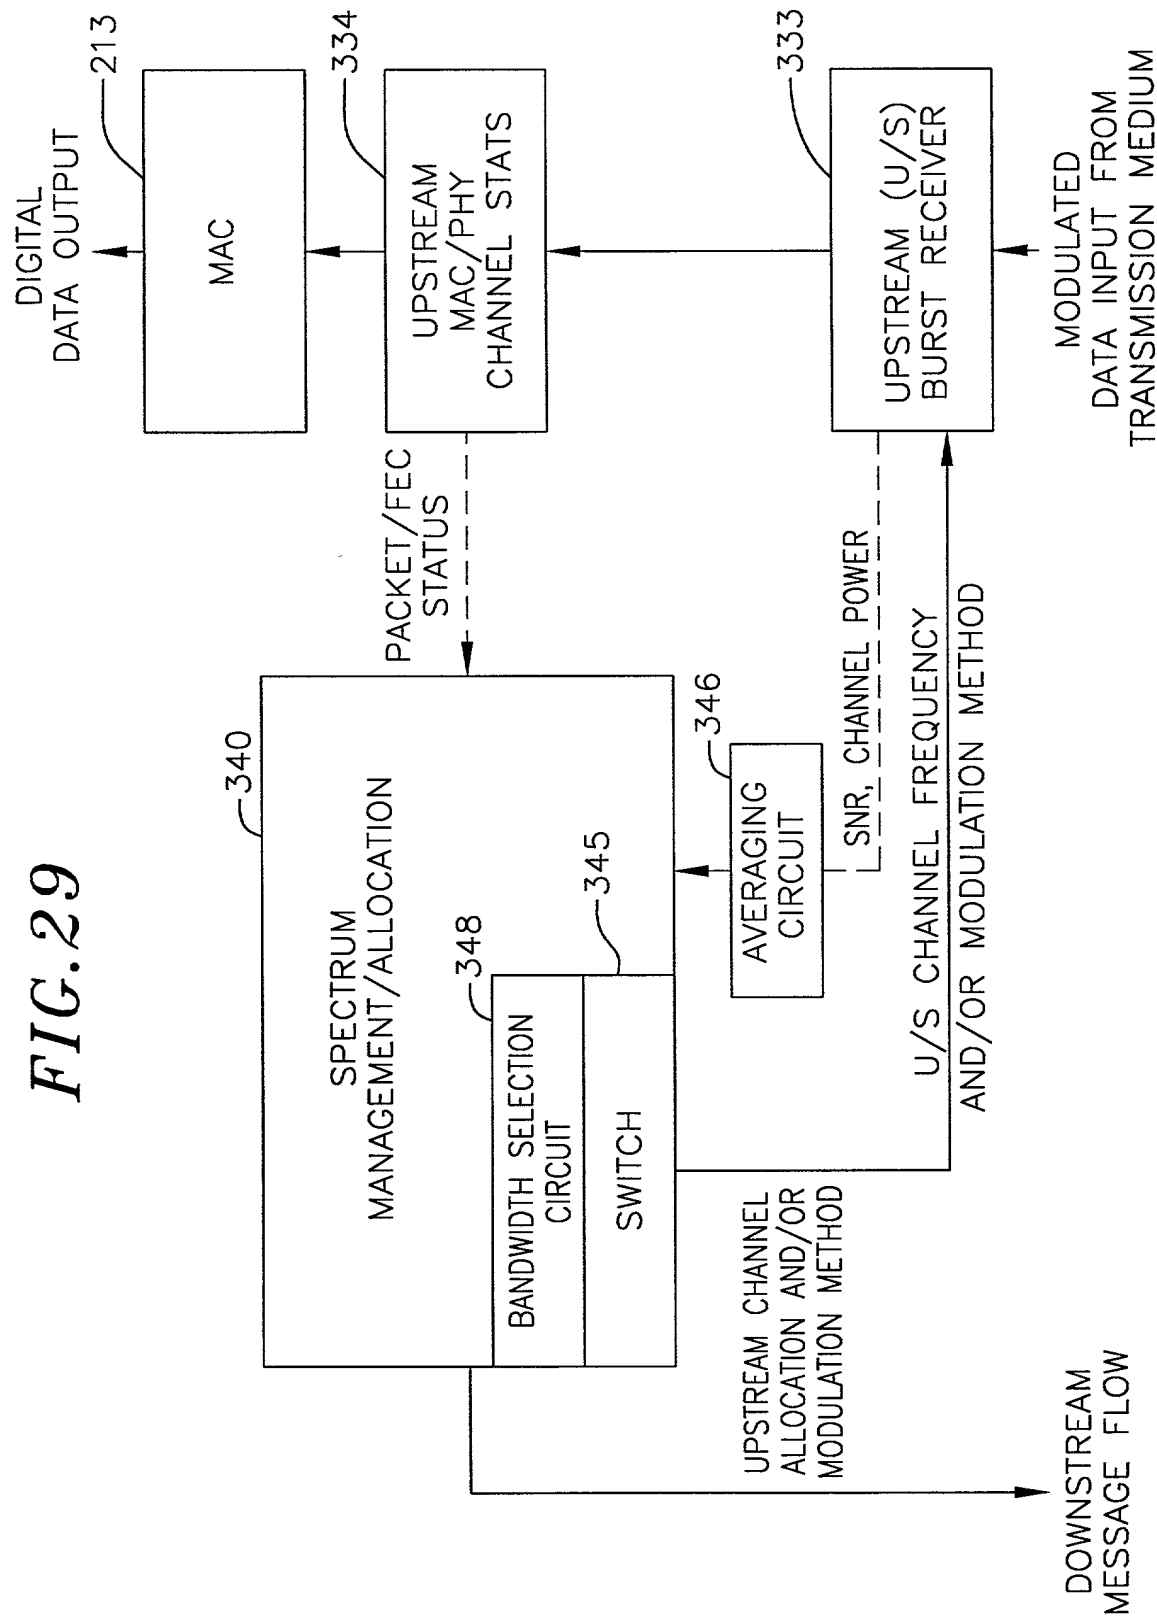 FIG.29
DIGITAL
DATA OUTPUT
213
MAC
334
UPSTREAM
MAC/PHY
CHANNEL STATS
PACKET/FEC
STATUS
340
SPECTRUM
MANAGEMENT/ALLOCATION
348
BANDWIDTH SELECTION
CIRCUIT
345
SWITCH
346
AVERAGING
CIRCUIT
SNR, CHANNEL POWER
333
UPSTREAM (U/S)
BURST RECEIVER
U/S CHANNEL FREQUENCY
AND/OR MODULATION METHOD
UPSTREAM CHANNEL
ALLOCATION AND/OR
MODULATION METHOD
MODULATED
DATA INPUT FROM
TRANSMISSION MEDIUM
DOWNSTREAM
MESSAGE FLOW